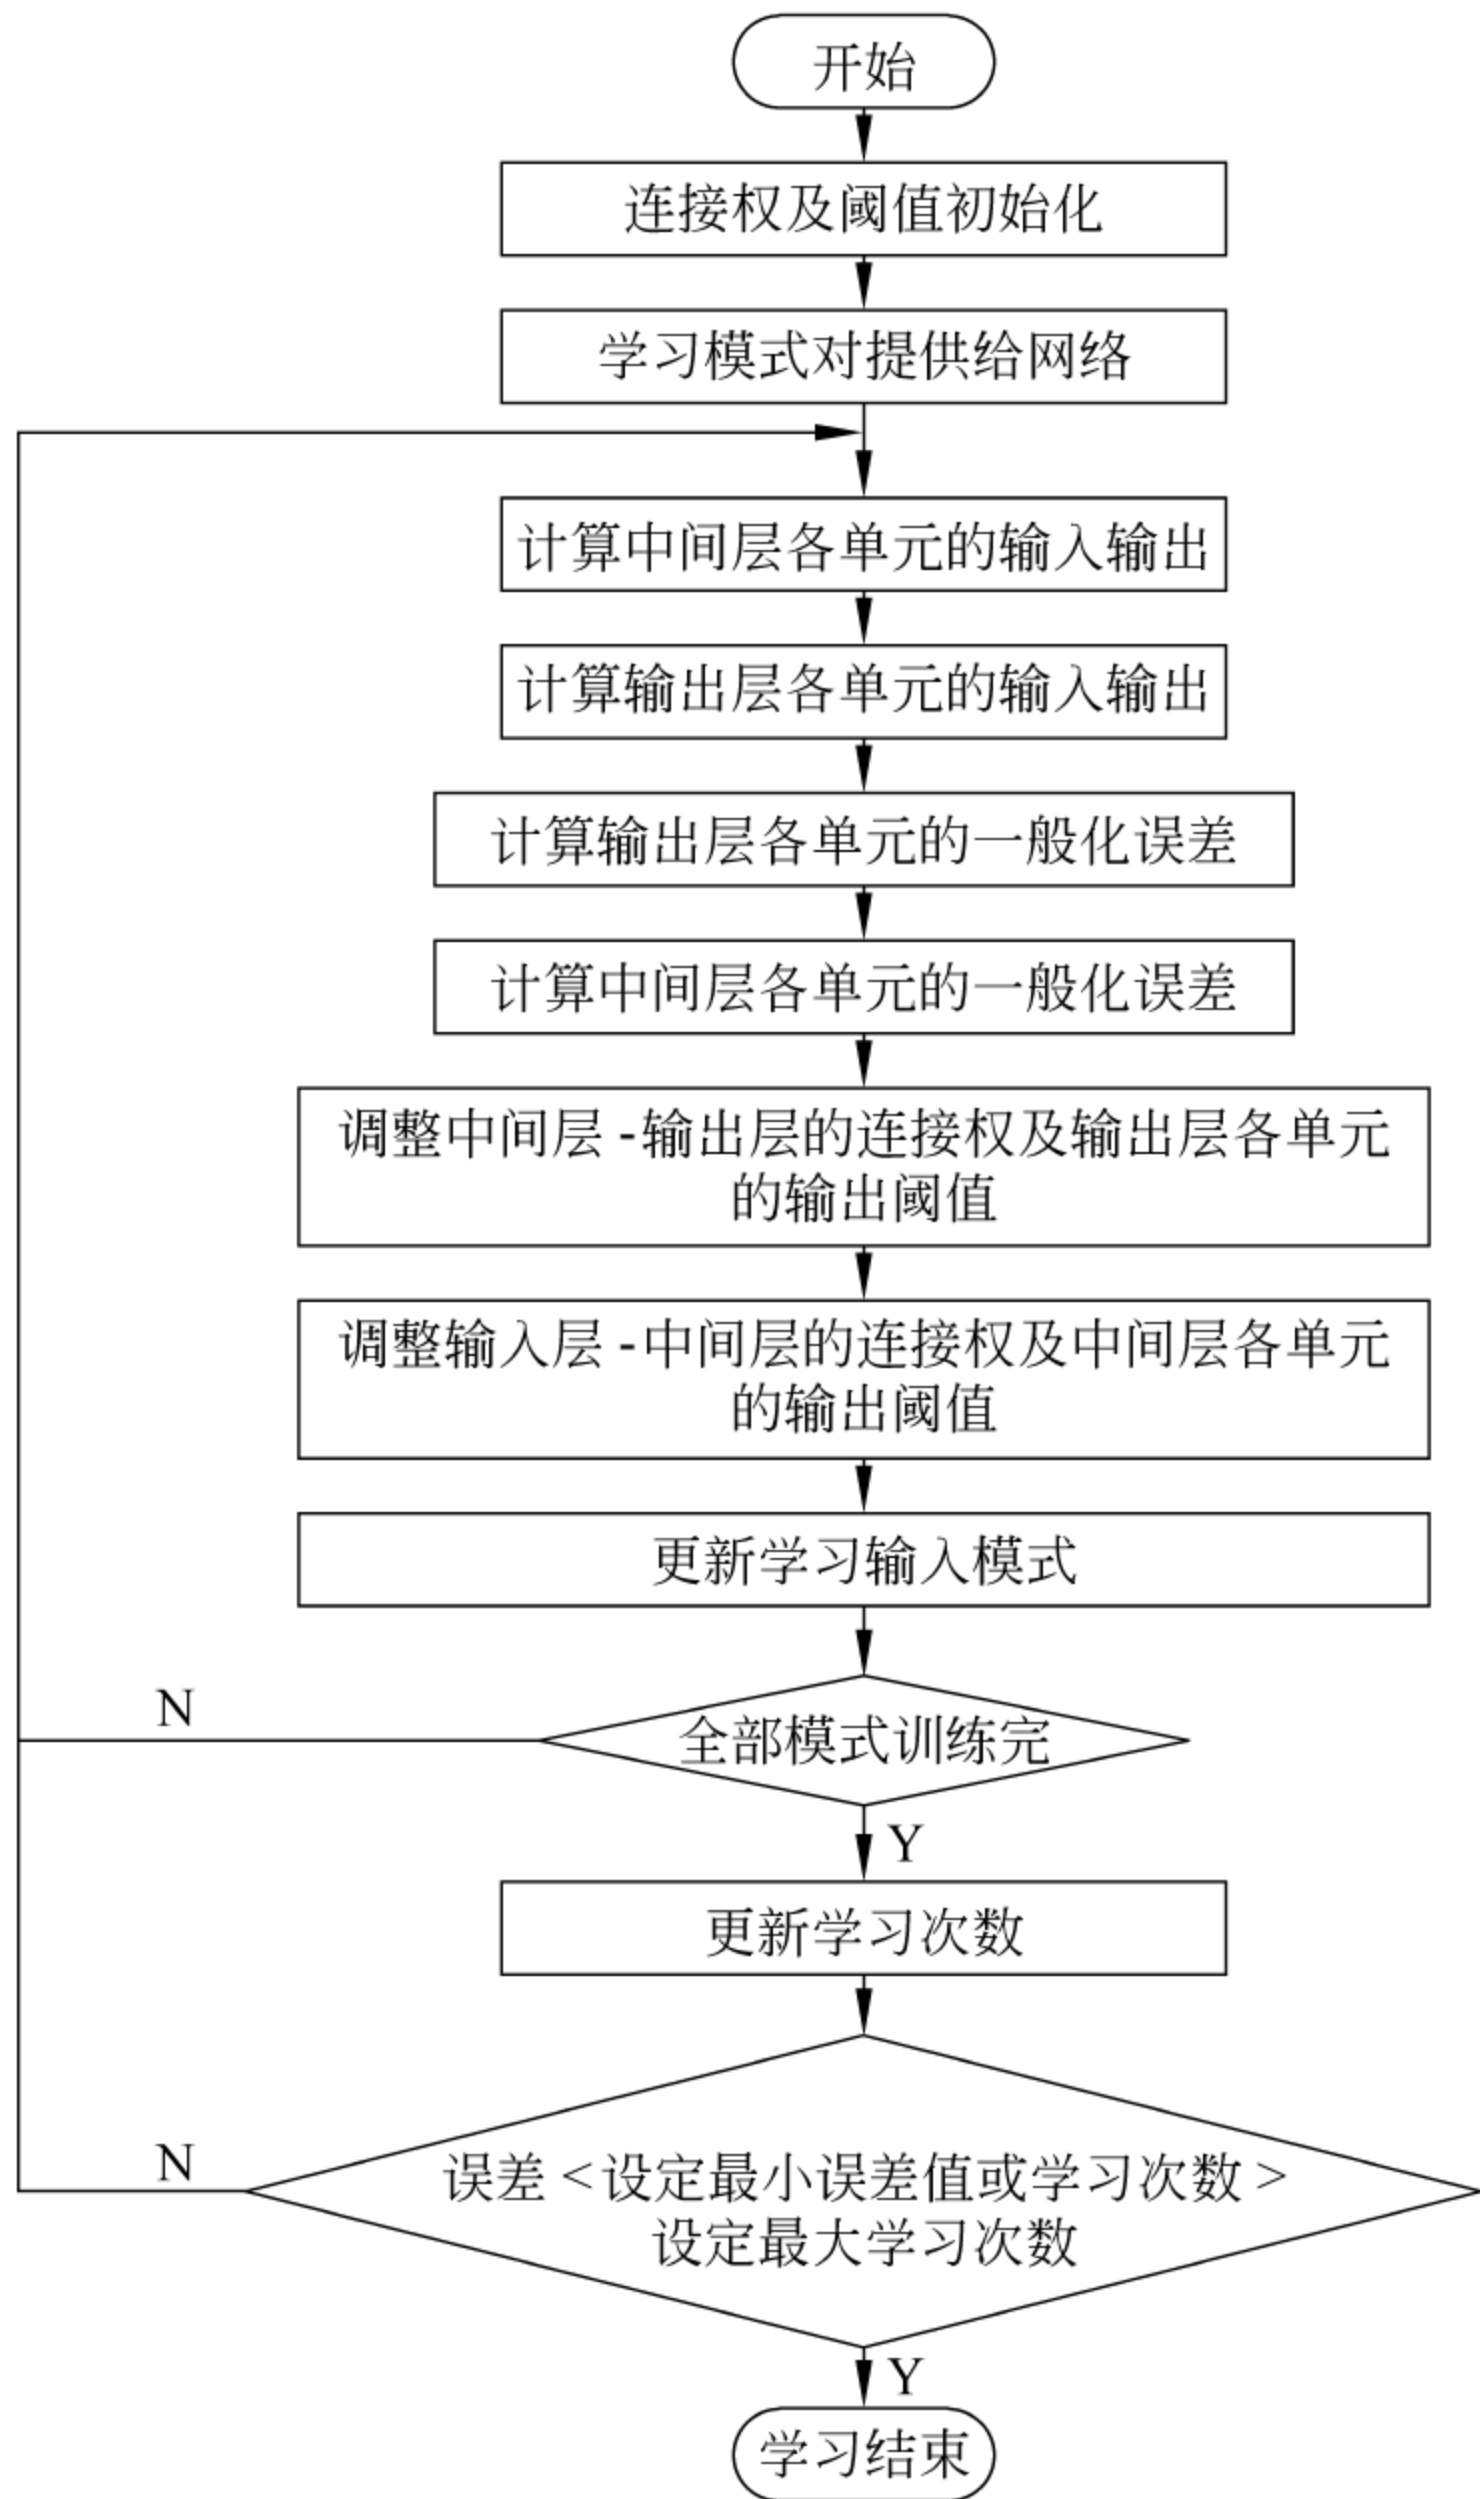 开始
连接权及阈值初始化
学习模式对提供给网络
计算中间层各单元的输入输出
计算输出层各单元的输入输出
计算输出层各单元的一般化误差
计算中间层各单元的一般化误差
调整中间层-输出层的连接权及输出层各单元
的输出阈值
调整输入层-中间层的连接权及中间层各单元
的输出阈值
更新学习输入模式
N
全部模式训练完
Y
更新学习次数
N
误差<设定最小误差值或学习次数>
设定最大学习次数
Y
学习结束